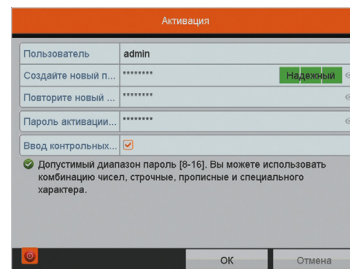 Активация
Пользователь admin
Создайте новый п... ******** Надежный
Повторите новый ... ********
Пароль активации... ********
Ввод контрольных...
Допустимый диапазон пароль [8-16]. Вы можете использовать
комбинацию чисел, строчные, прописные и специального
характера.
ОК Отмена